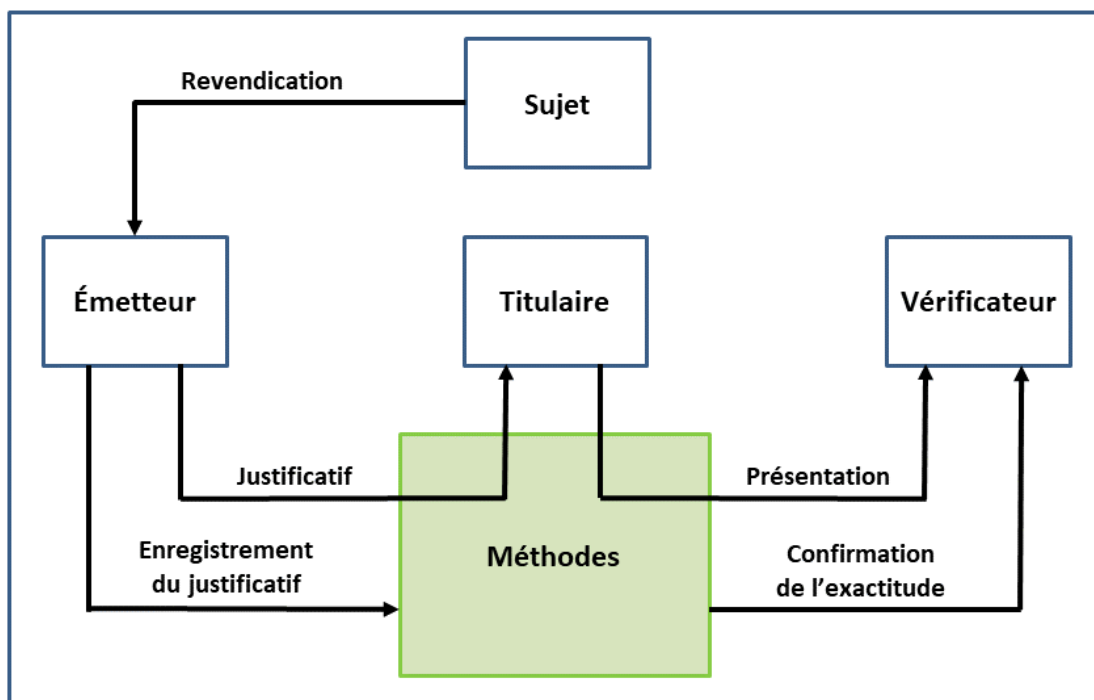 Revendication
Sujet
Émetteur
Titulaire
Vérificateur
Justificatif
Présentation
Enregistrement
du justificatif
Méthodes
Confirmation
de l’exactitude